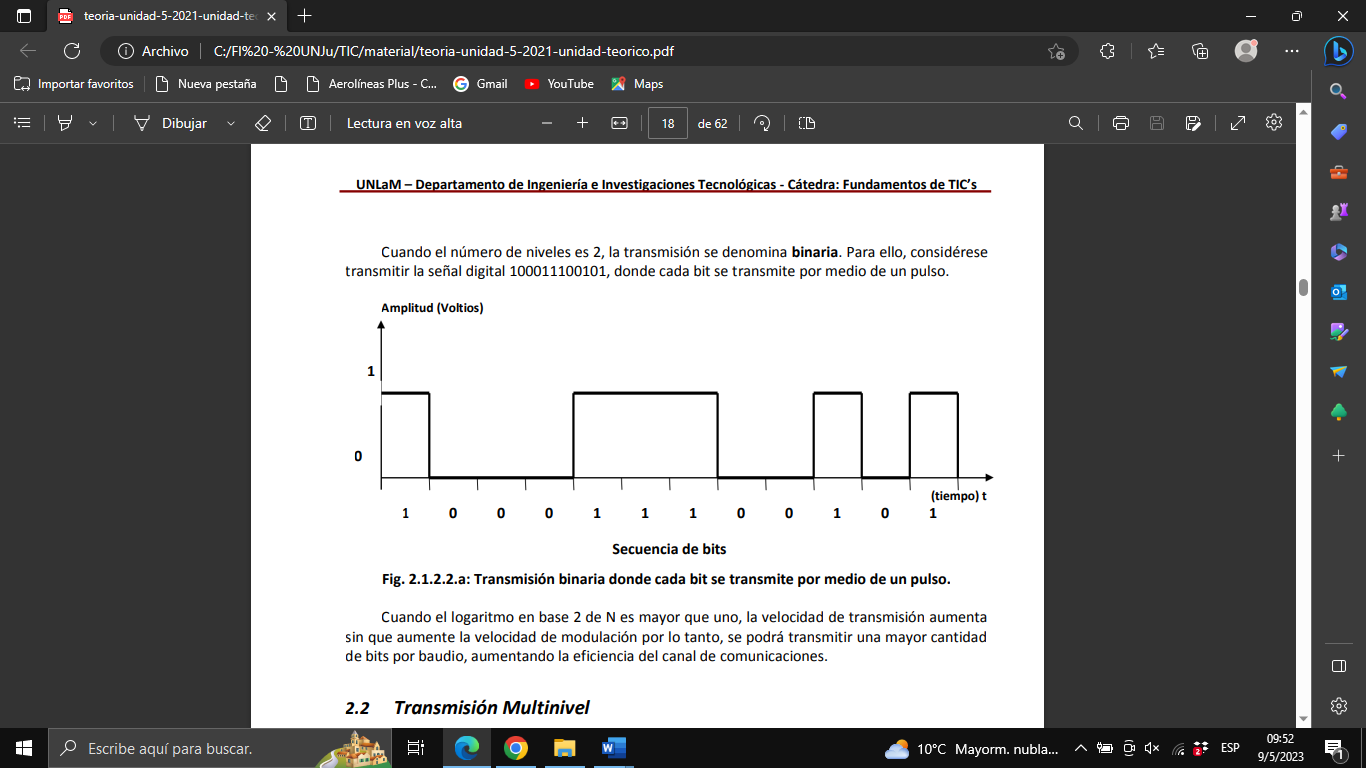 teoria-unidad-5-2021-unidad-te
Archivo
C:/FI%20-%20UNJu/TIC/material/teoria-unidad-5-2021-unidad-teorico.pdf
Importar favoritos
Nueva pestaña
Aerolíneas Plus - C...
Gmail
YouTube
Maps
Dibujar
Lectura en voz alta
18
de 62
UNLaM – Departamento de Ingeniería e Investigaciones Tecnológicas - Cátedra: Fundamentos de TIC's
Cuando el número de niveles es 2, la transmisión se denomina binaria. Para ello, considérese
transmitir la señal digital 100011100101, donde cada bit se transmite por medio de un pulso.
Amplitud (Voltios)
1
0
(tiempo) t
1 0 0 0 1 1 1 0 0 1 0 1
Secuencia de bits
Fig. 2.1.2.2.a: Transmisión binaria donde cada bit se transmite por medio de un pulso.
Cuando el logaritmo en base 2 de N es mayor que uno, la velocidad de transmisión aumenta
sin que aumente la velocidad de modulación por lo tanto, se podrá transmitir una mayor cantidad
de bits por baudio, aumentando la eficiencia del canal de comunicaciones.
2.2 Transmisión Multinivel
Escribe aquí para buscar.
10°C Mayorm. nubla...
ESP
09:52
9/5/2023
1